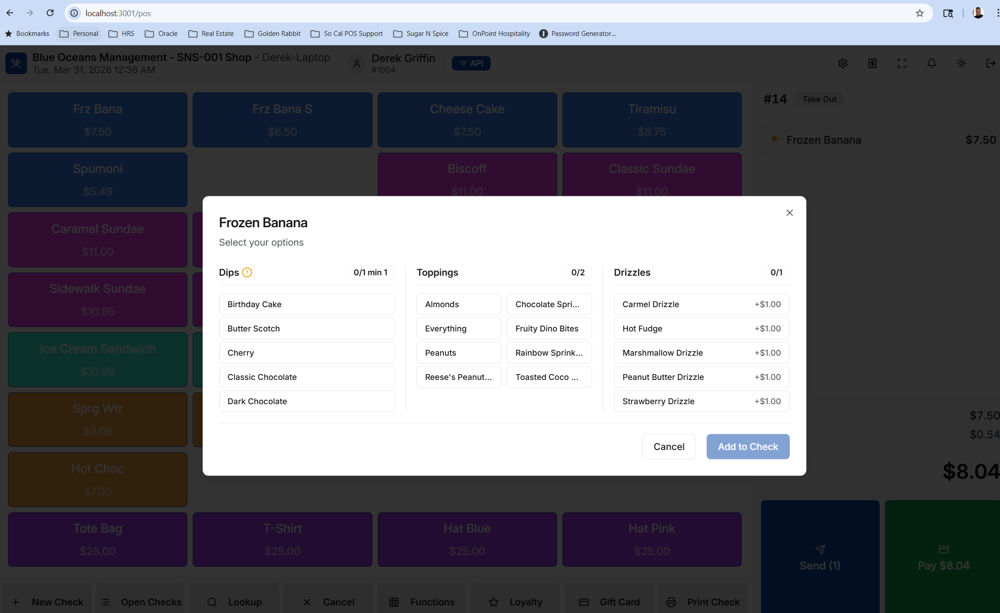 localhost:3001/pos
Bookmarks
Personal
HRS
Oracle
Real Estate
Golden Rabbit
So Cal POS Support
Sugar N Spice
OnPoint Hospitality
Password Generator...
Blue Oceans Management - SNS-001 Shop - Derek-Laptop
Tue, Mar 31, 2026 12:36 AM
Derek Griffin
#1004
API
Frz Bana
$7.50
Frz Bana S
$6.50
Cheese Cake
$7.50
Tiramisu
$8.75
Spumoni
$5.49
Biscoff
$11.00
Classic Sundae
$11.00
Caramel Sundae
$11.00
Sidewalk Sundae
$10.95
Ice Cream Sandwich
$10.95
Sprg Wtr
$3.00
Hot Choc
$7.00
Tote Bag
$25.00
T-Shirt
$25.00
Hat Blue
$25.00
Hat Pink
$25.00
#14
Take Out
Frozen Banana
$7.50
Frozen Banana
Select your options
Dips
0/1 min 1
Birthday Cake
Butter Scotch
Cherry
Classic Chocolate
Dark Chocolate
Toppings
0/2
Almonds
Chocolate Spri...
Everything
Fruity Dino Bites
Peanuts
Rainbow Sprink...
Reese's Peanut...
Toasted Coco ...
Drizzles
0/1
Carmel Drizzle +$1.00
Hot Fudge +$1.00
Marshmallow Drizzle +$1.00
Peanut Butter Drizzle +$1.00
Strawberry Drizzle +$1.00
Cancel
Add to Check
$7.50
$0.54
$8.04
Send (1)
Pay $8.04
New Check
Open Checks
Lookup
Cancel
Functions
Loyalty
Gift Card
Print Check